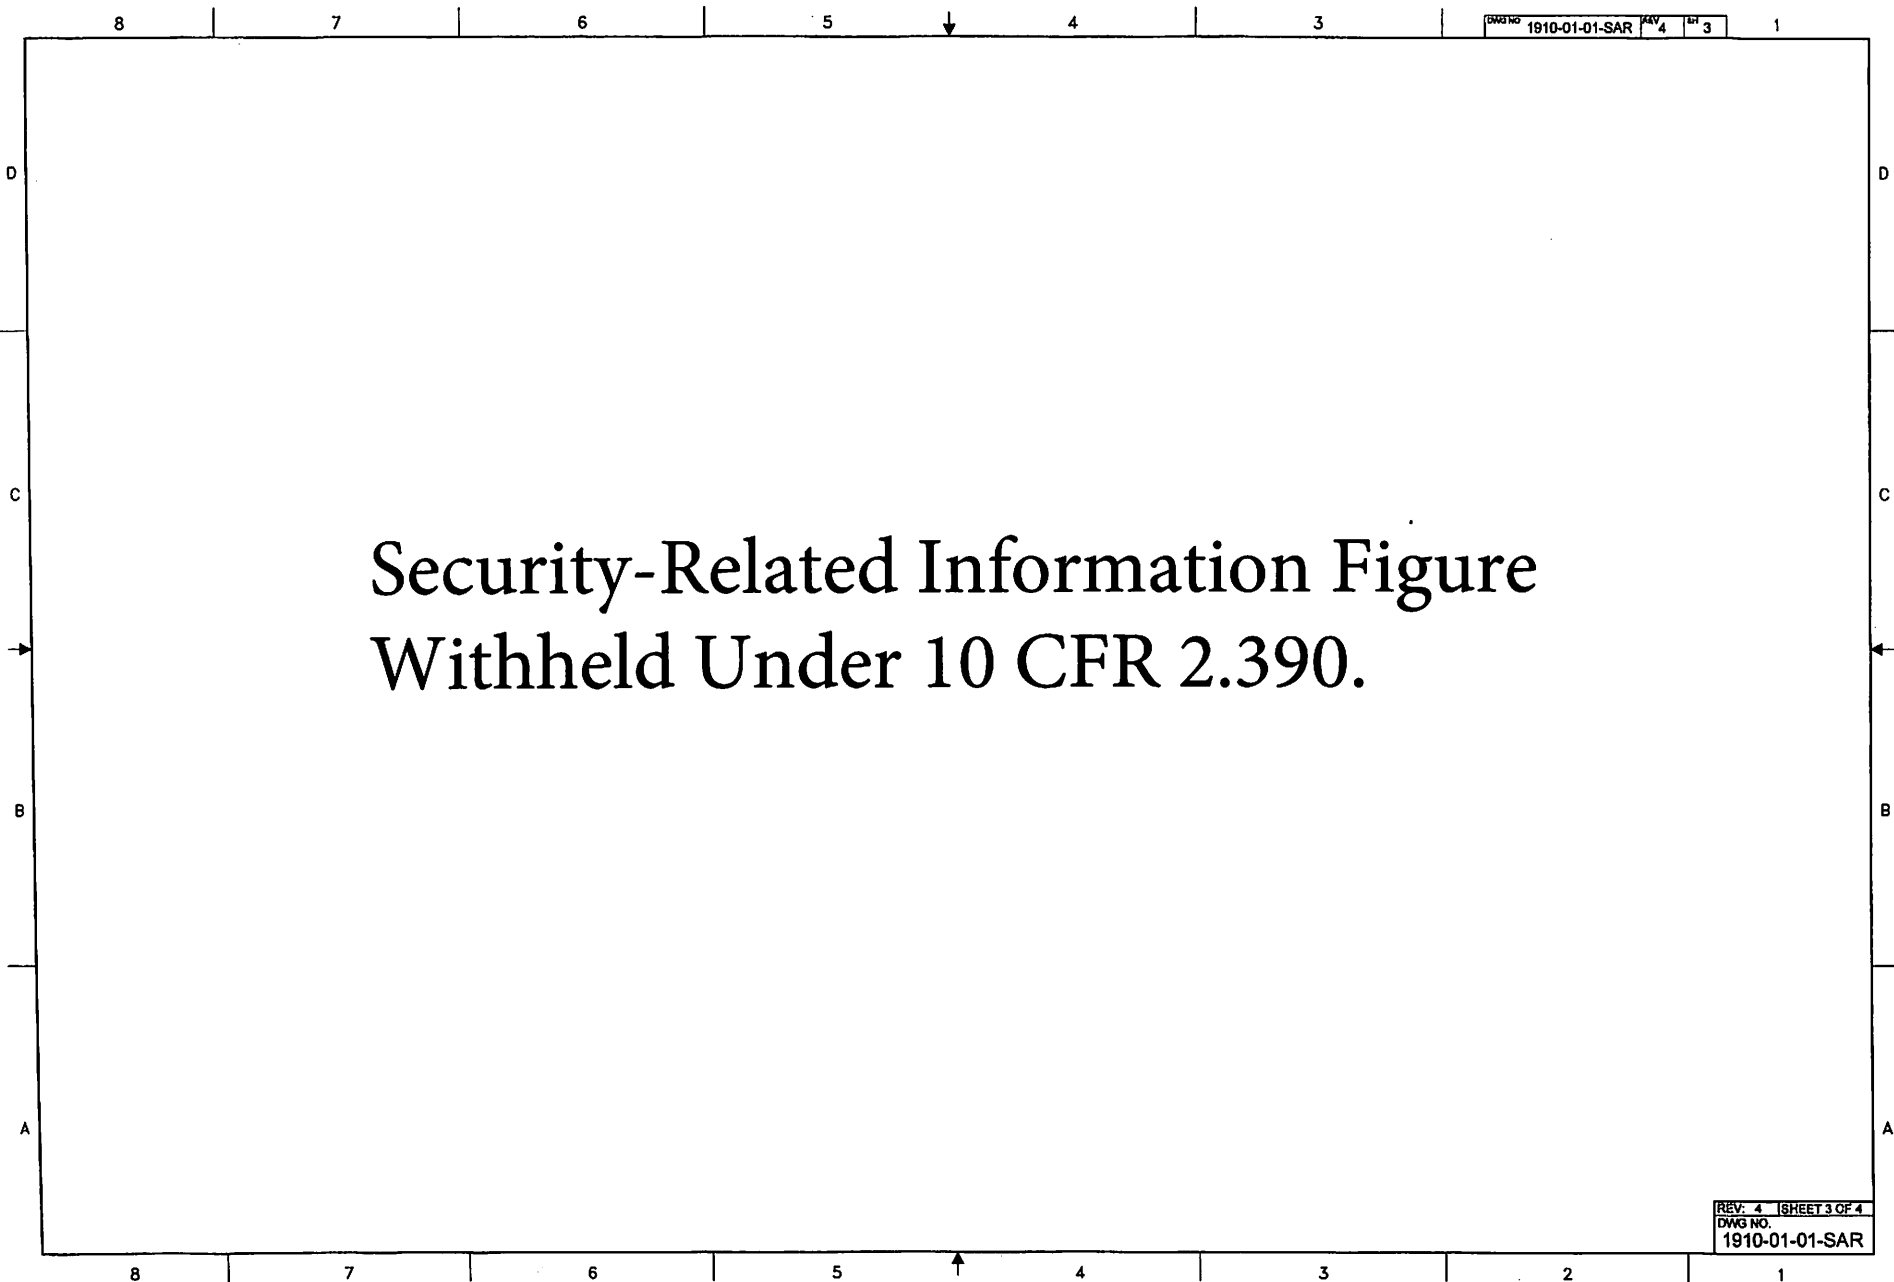 8 7 6 5 4 3 DWG NO 1910-01-01-SAR REV 4 SH 3 1
D D
C C
Security-Related Information Figure
Withheld Under 10 CFR 2.390.
B B
A A
REV: 4 SHEET 3 OF 4
DWG NO.
1910-01-01-SAR
8 7 6 5 4 3 2 1